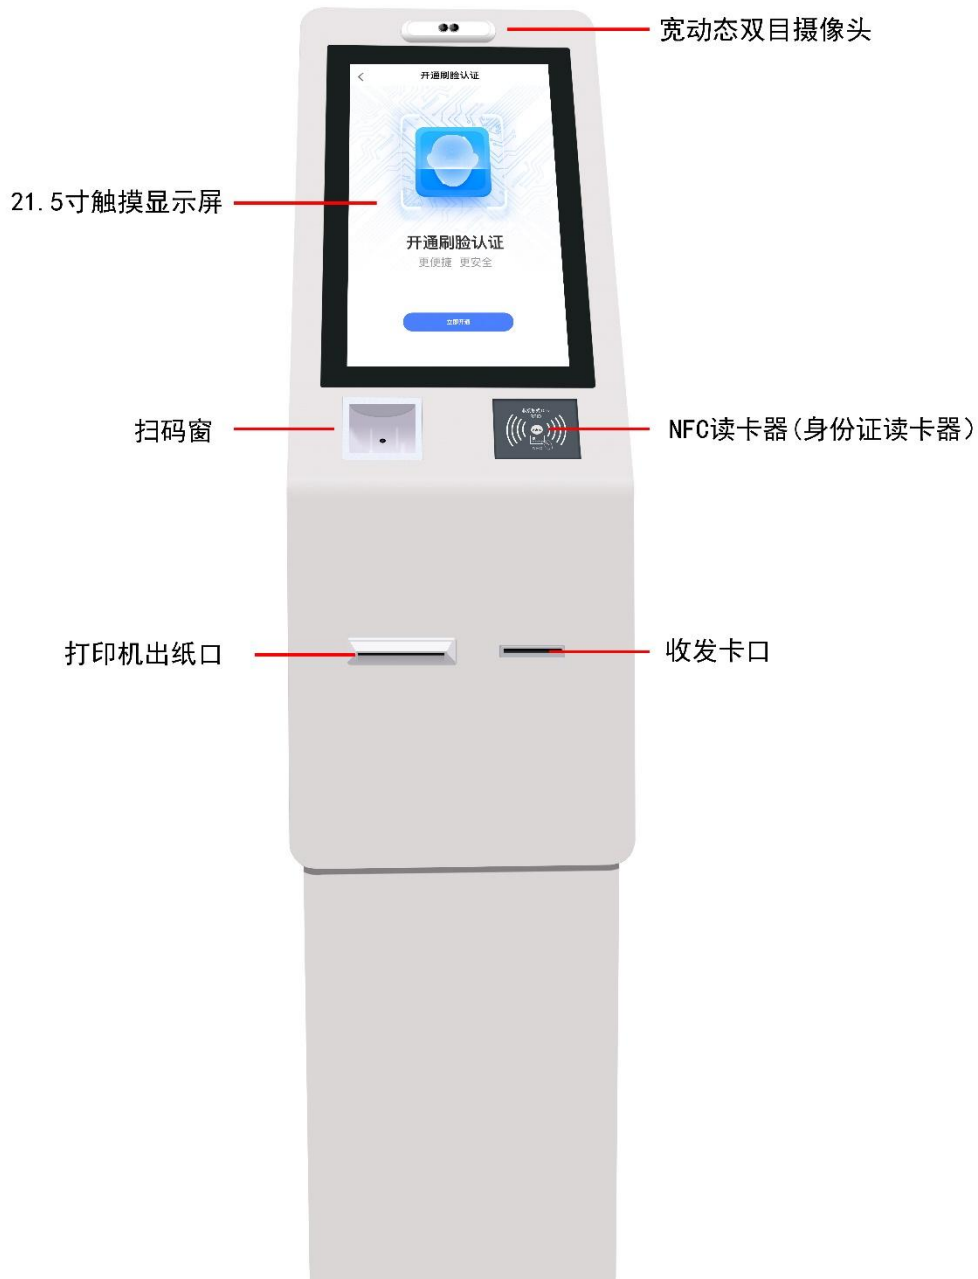 宽动态双目摄像头
开通刷脸认证
21.5寸触摸显示屏
开通刷脸认证
更便捷 更安全
立即开通
扫码窗
NFC读卡器(身份证读卡器)
打印机出纸口
收发卡口